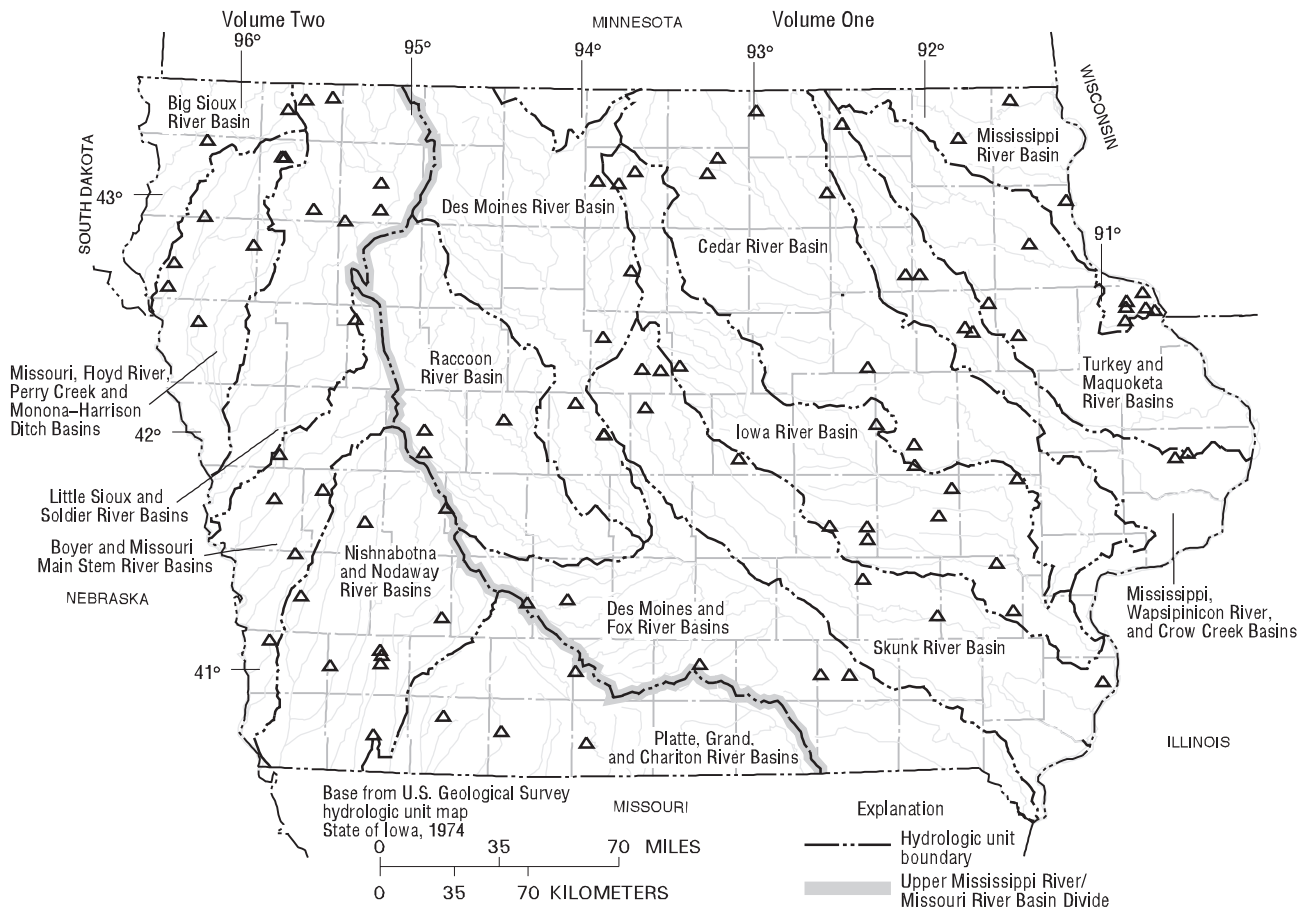 Volume Two
MINNESOTA
Volume One
96°
95°
94°
93°
92°
WISCONSIN
Big Sioux
River Basin
Mississippi
River Basin
SOUTH DAKOTA
43°
Des Moines River Basin
Cedar River Basin
91°
Missouri, Floyd River,
Perry Creek and
Monona–Harrison
Ditch Basins
Raccoon
River Basin
Turkey and
Maquoketa
River Basins
42°
Iowa River Basin
Little Sioux and
Soldier River Basins
Boyer and Missouri
Main Stem River Basins
Nishnabotna
and Nodaway
River Basins
NEBRASKA
Des Moines and
Fox River Basins
Mississippi,
Wapsipinicon River,
and Crow Creek Basins
Skunk River Basin
41°
Platte, Grand,
and Chariton River Basins
ILLINOIS
Base from U.S. Geological Survey
hydrologic unit map
State of Iowa, 1974
MISSOURI
0 35 70 MILES
0 35 70 KILOMETERS
Explanation
Hydrologic unit
boundary
Upper Mississippi River/
Missouri River Basin Divide